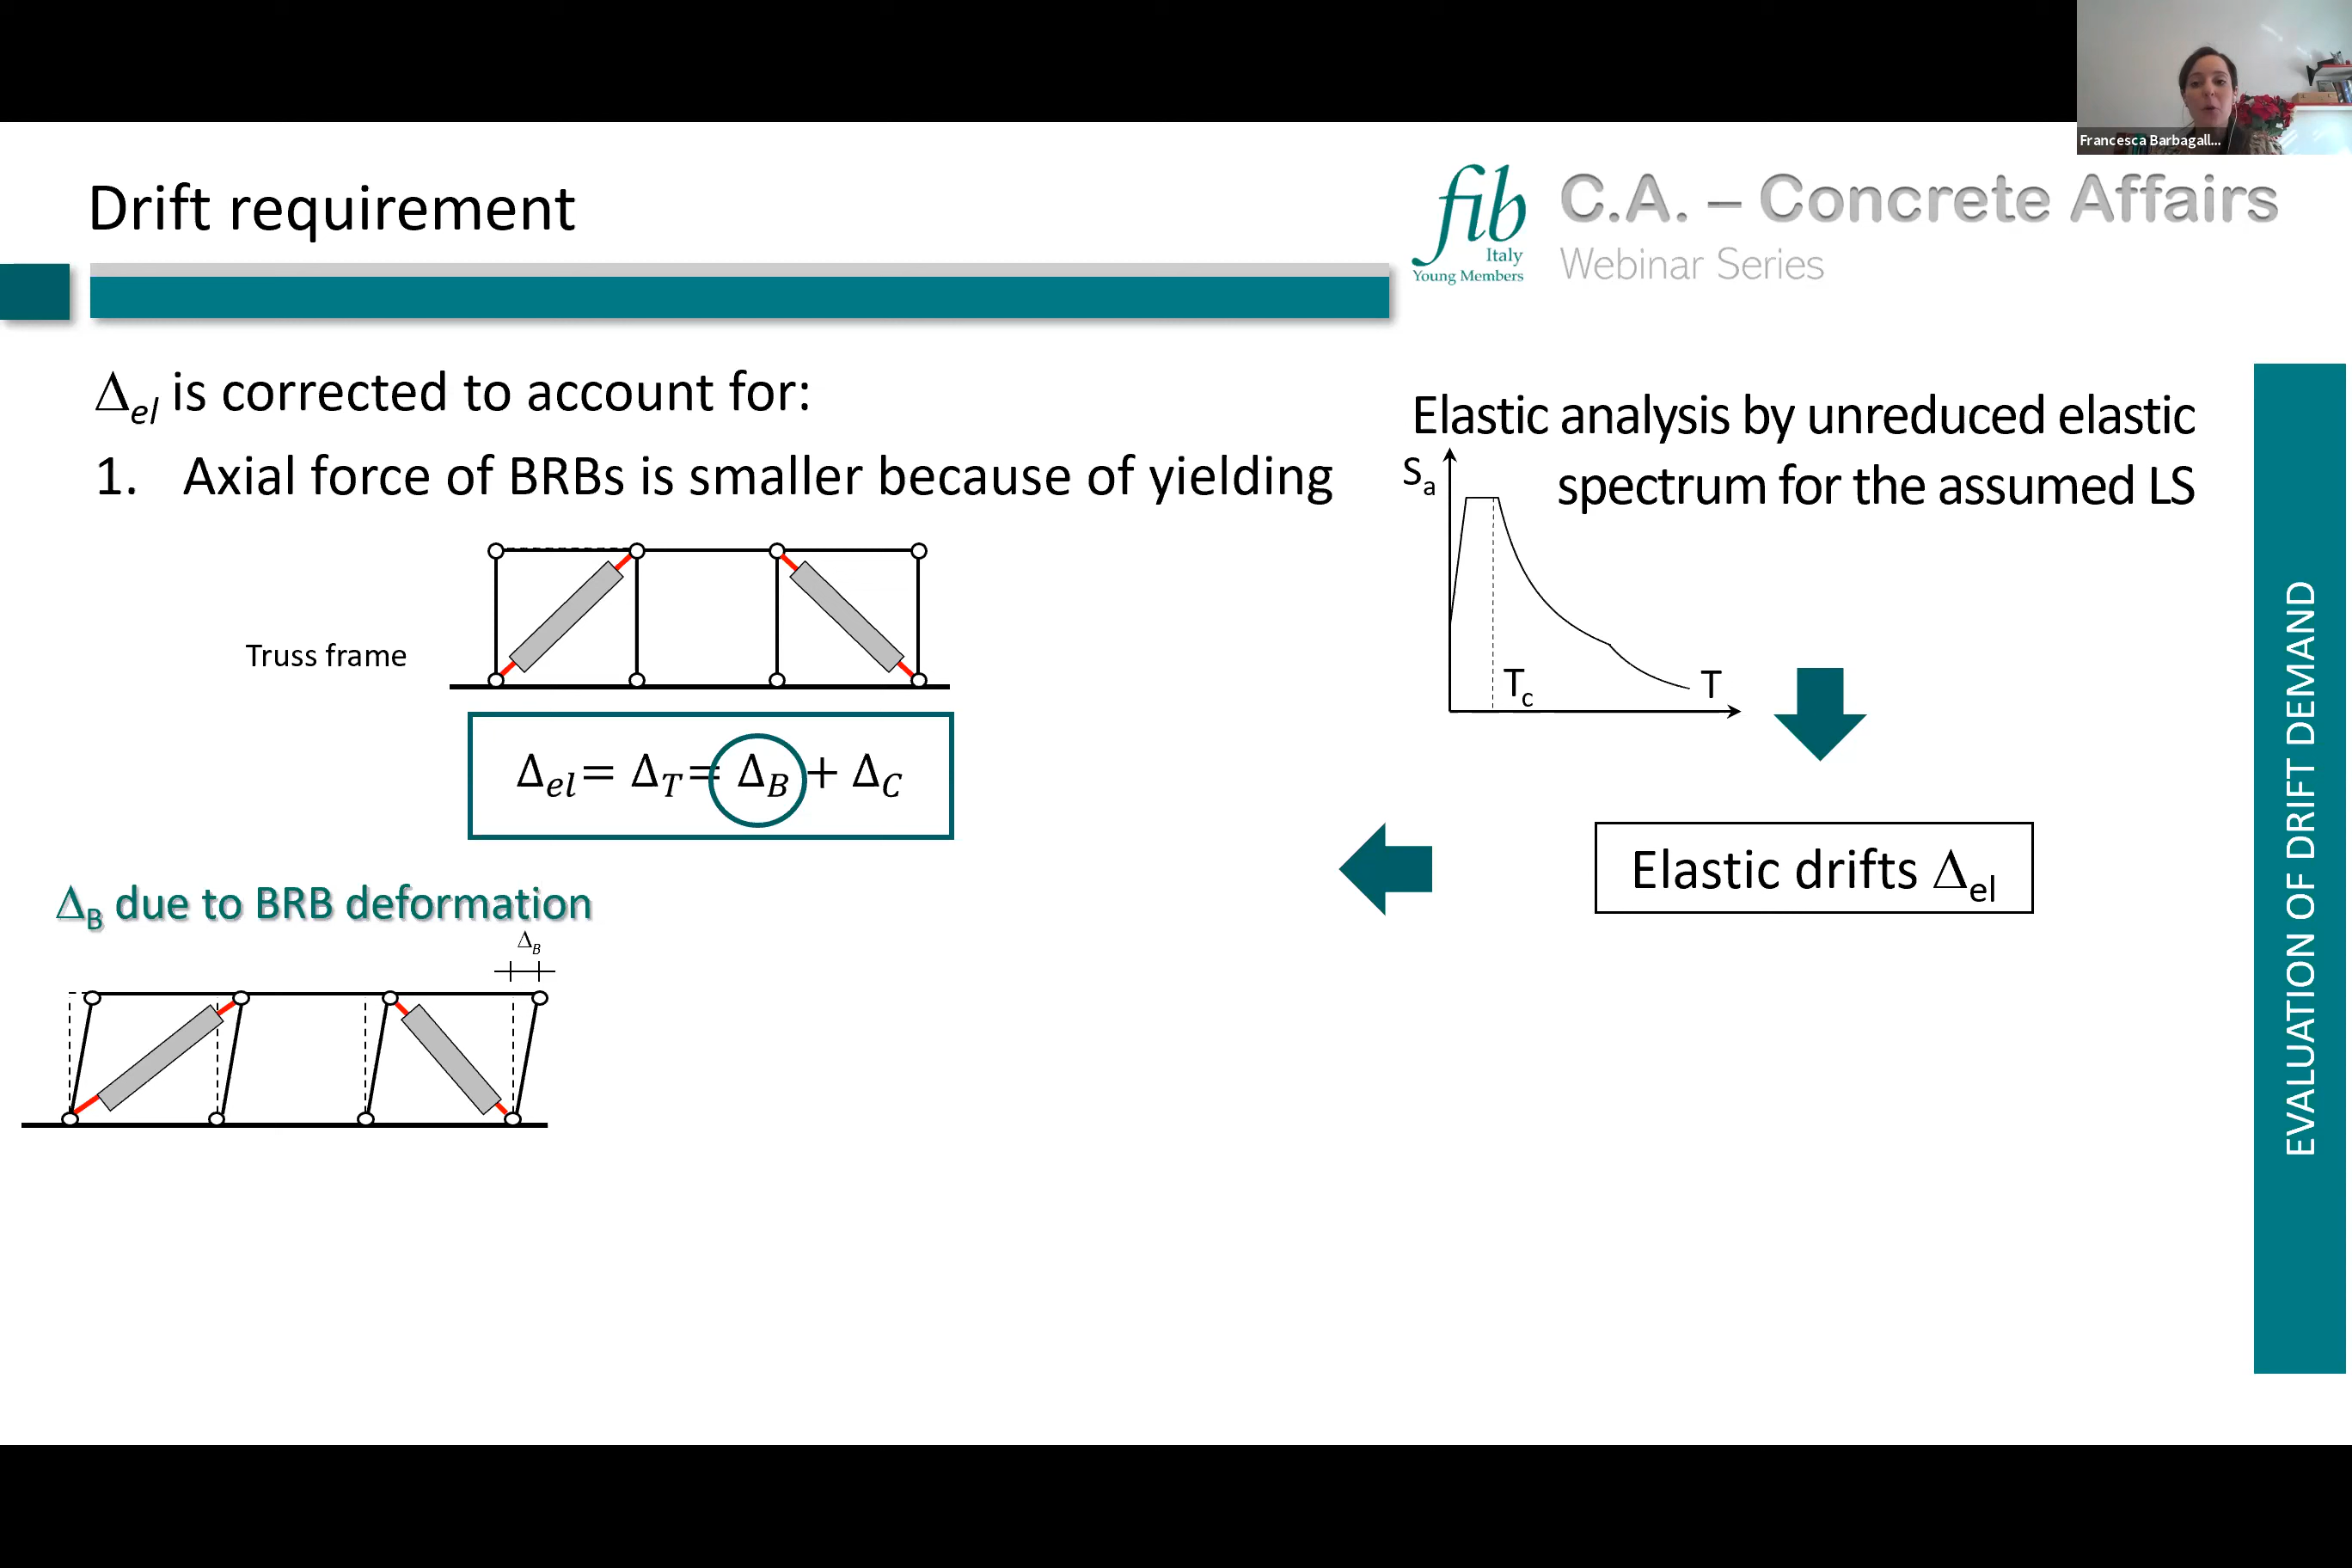 Francesca Barbagall...
Drift requirement
fib
Italy
Young Members
C.A. – Concrete Affairs
Webinar Series
Δel is corrected to account for:
1. Axial force of BRBs is smaller because of yielding
Truss frame
Δel = ΔT = ΔB + ΔC
ΔB due to BRB deformation
ΔB
Elastic analysis by unreduced elastic
spectrum for the assumed LS
Sa
Tc
T
Elastic drifts Δel
EVALUATION OF DRIFT DEMAND